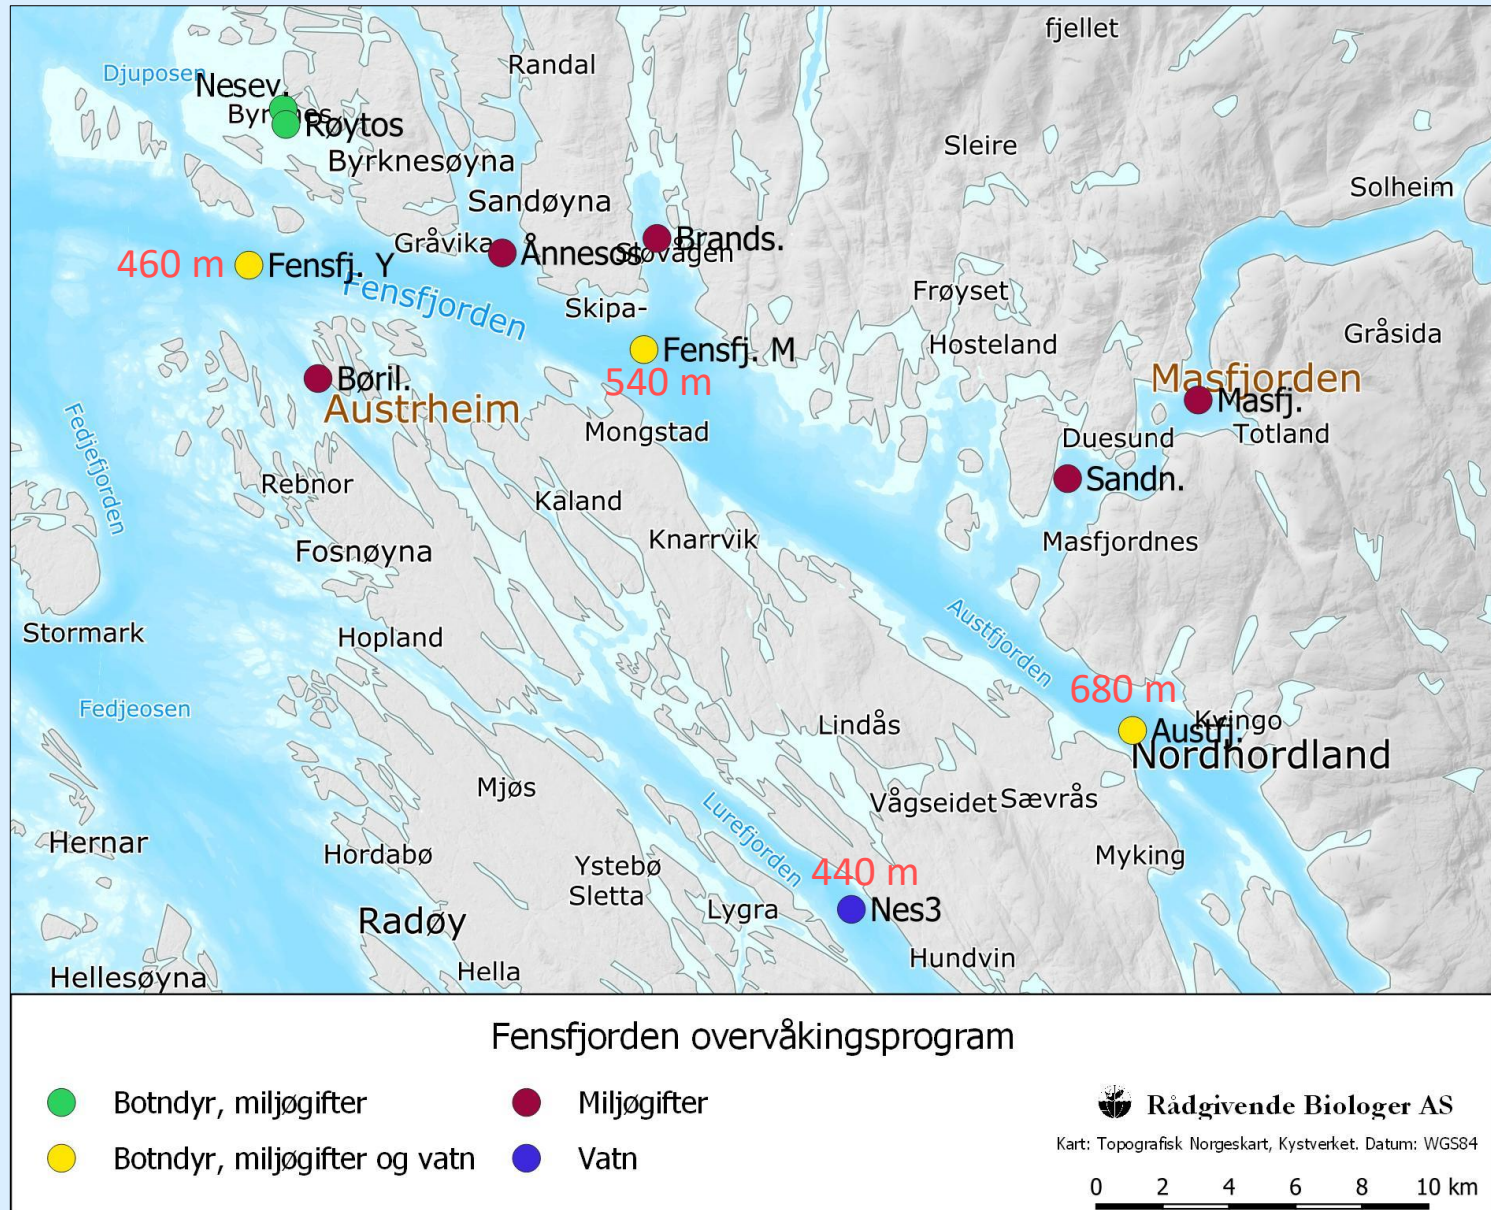 fjellet
Randal
Djuposen
Nesev.
Røytos
Byrknesøyna
Sleire
Solheim
Sandøyna
Gråvika
Ånnesos
Brands.
460 m
Fensfj. Y
Fensfjorden
Skipa-
Frøyset
Hosteland
Gråsida
Fensfj. M
540 m
Børil.
Austrheim
Masfjorden
Masfj.
Totland
Duesund
Mongstad
Fedjefjorden
Rebnor
Kaland
Sandn.
Knarrvik
Masfjordnes
Fosnøyna
Stormark
Hopland
Austfjorden
680 m
Fedjeosen
Lindås
Kvingo
Austfj.
Nordhordland
Mjøs
Vågseidet
Sævrås
Lurefjorden
Hernar
Hordabø
Ystebø
Sletta
440 m
Myking
Nes3
Radøy
Lygra
Hundvin
Hella
Hellesøyna
Fensfjorden overvåkingsprogram
Botndyr, miljøgifter
Miljøgifter
Botndyr, miljøgifter og vatn
Vatn
Rådgivende Biologer AS
Kart: Topografisk Norgeskart, Kystverket. Datum: WGS84
0 2 4 6 8 10 km